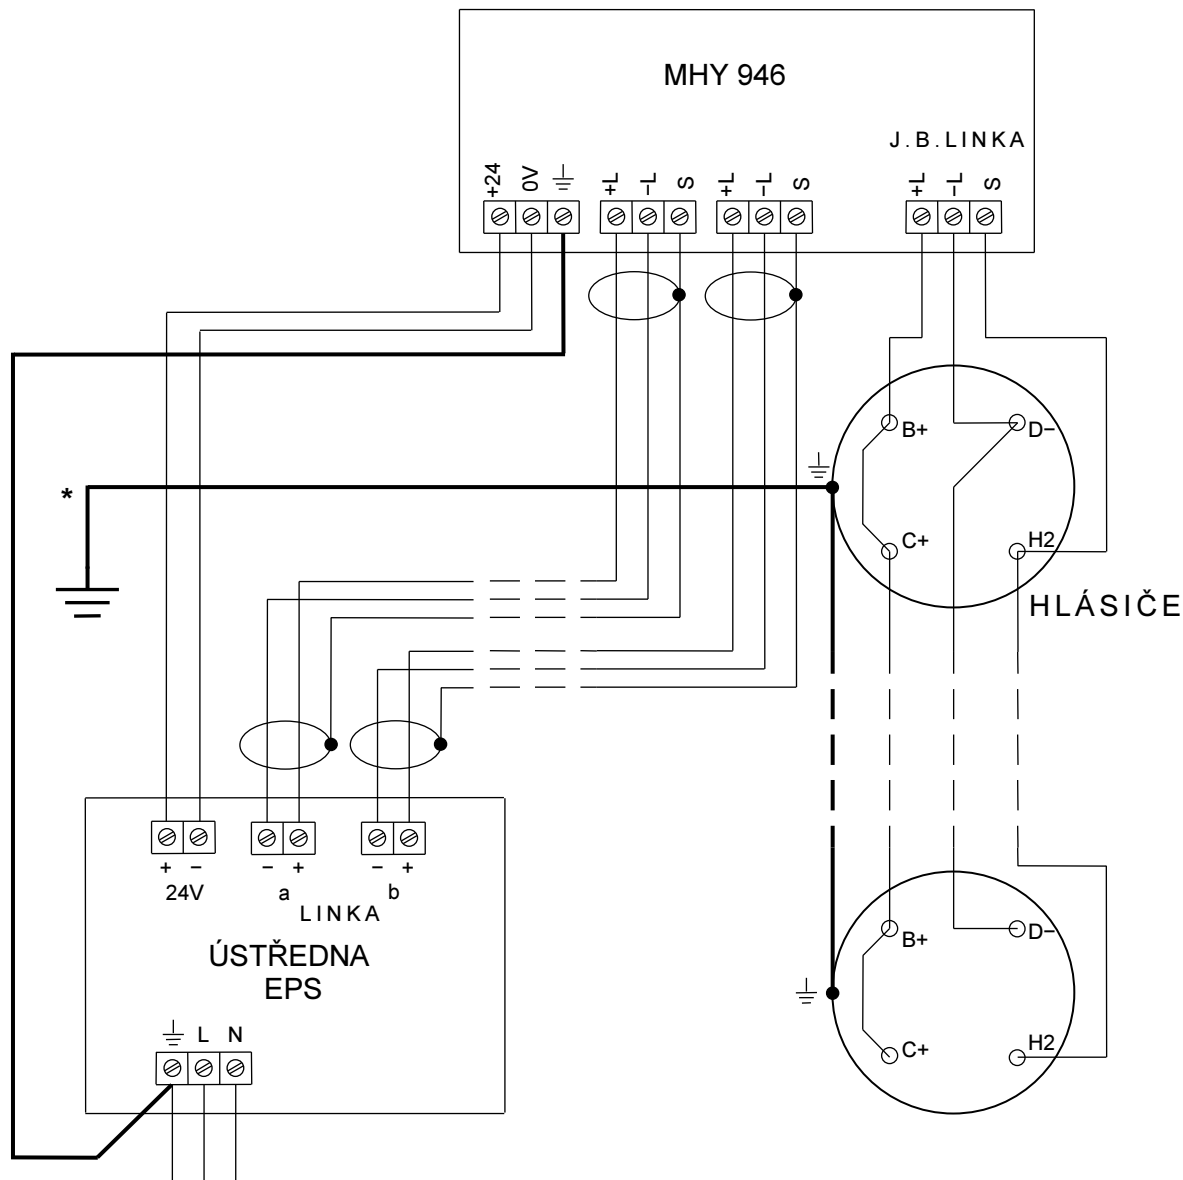 MHY 946
J.B.LINKA
+24 0V +L −L S +L −L S +L −L S
B+ D−
*
C+ H2
HLÁSIČE
+ − − + − +
24V a b
LINKA
ÚSTŘEDNA
EPS
B+ D−
L N
C+ H2